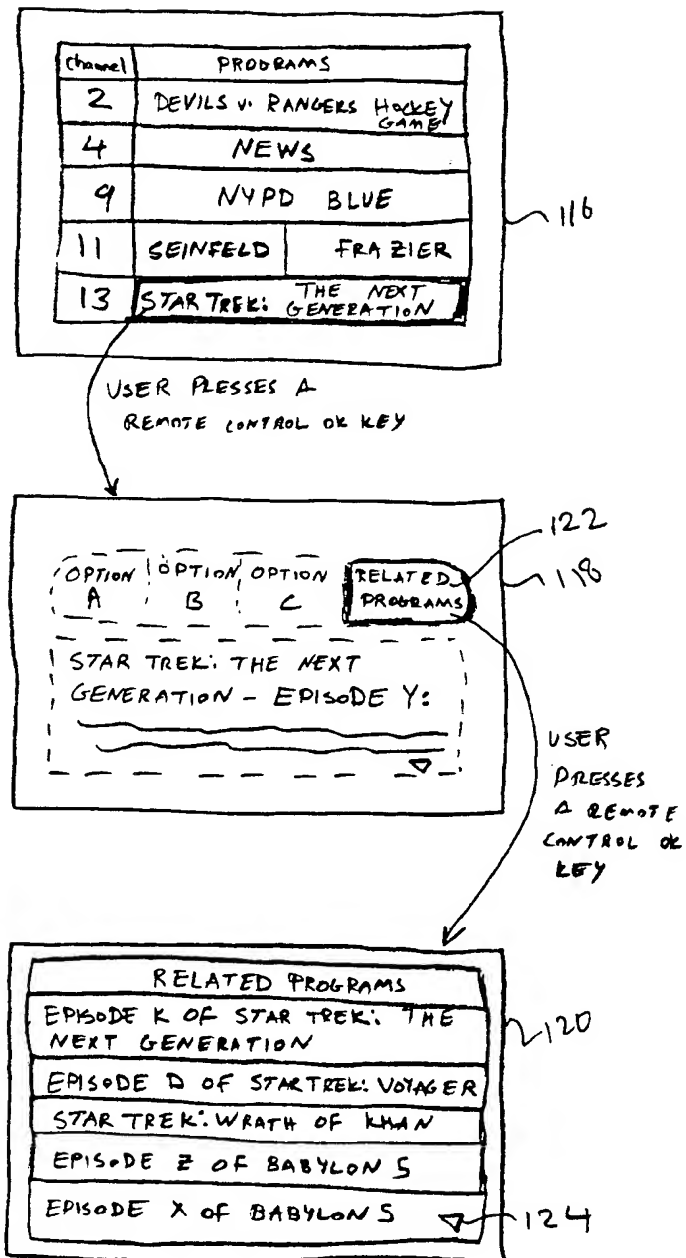 Channel PROGRAMS
2 DEVILS V. RANGERS HOCKEY
GAME
4 NEWS
9 NYPD BLUE
116
11 SEINFELD FRAZIER
13 STAR TREK: THE NEXT
GENERATION
USER PRESSES A
REMOTE CONTROL OK KEY
122
118
OPTION A
OPTION B
OPTION C
RELATED
PROGRAMS
STAR TREK: THE NEXT
GENERATION - EPISODE Y:
USER
PRESSES
A REMOTE
CONTROL OK
KEY
RELATED PROGRAMS
120
EPISODE K OF STAR TREK: THE
NEXT GENERATION
EPISODE D OF STAR TREK: VOYAGER
STAR TREK: WRATH OF KHAN
EPISODE Z OF BABYLON 5
EPISODE X OF BABYLON 5
124